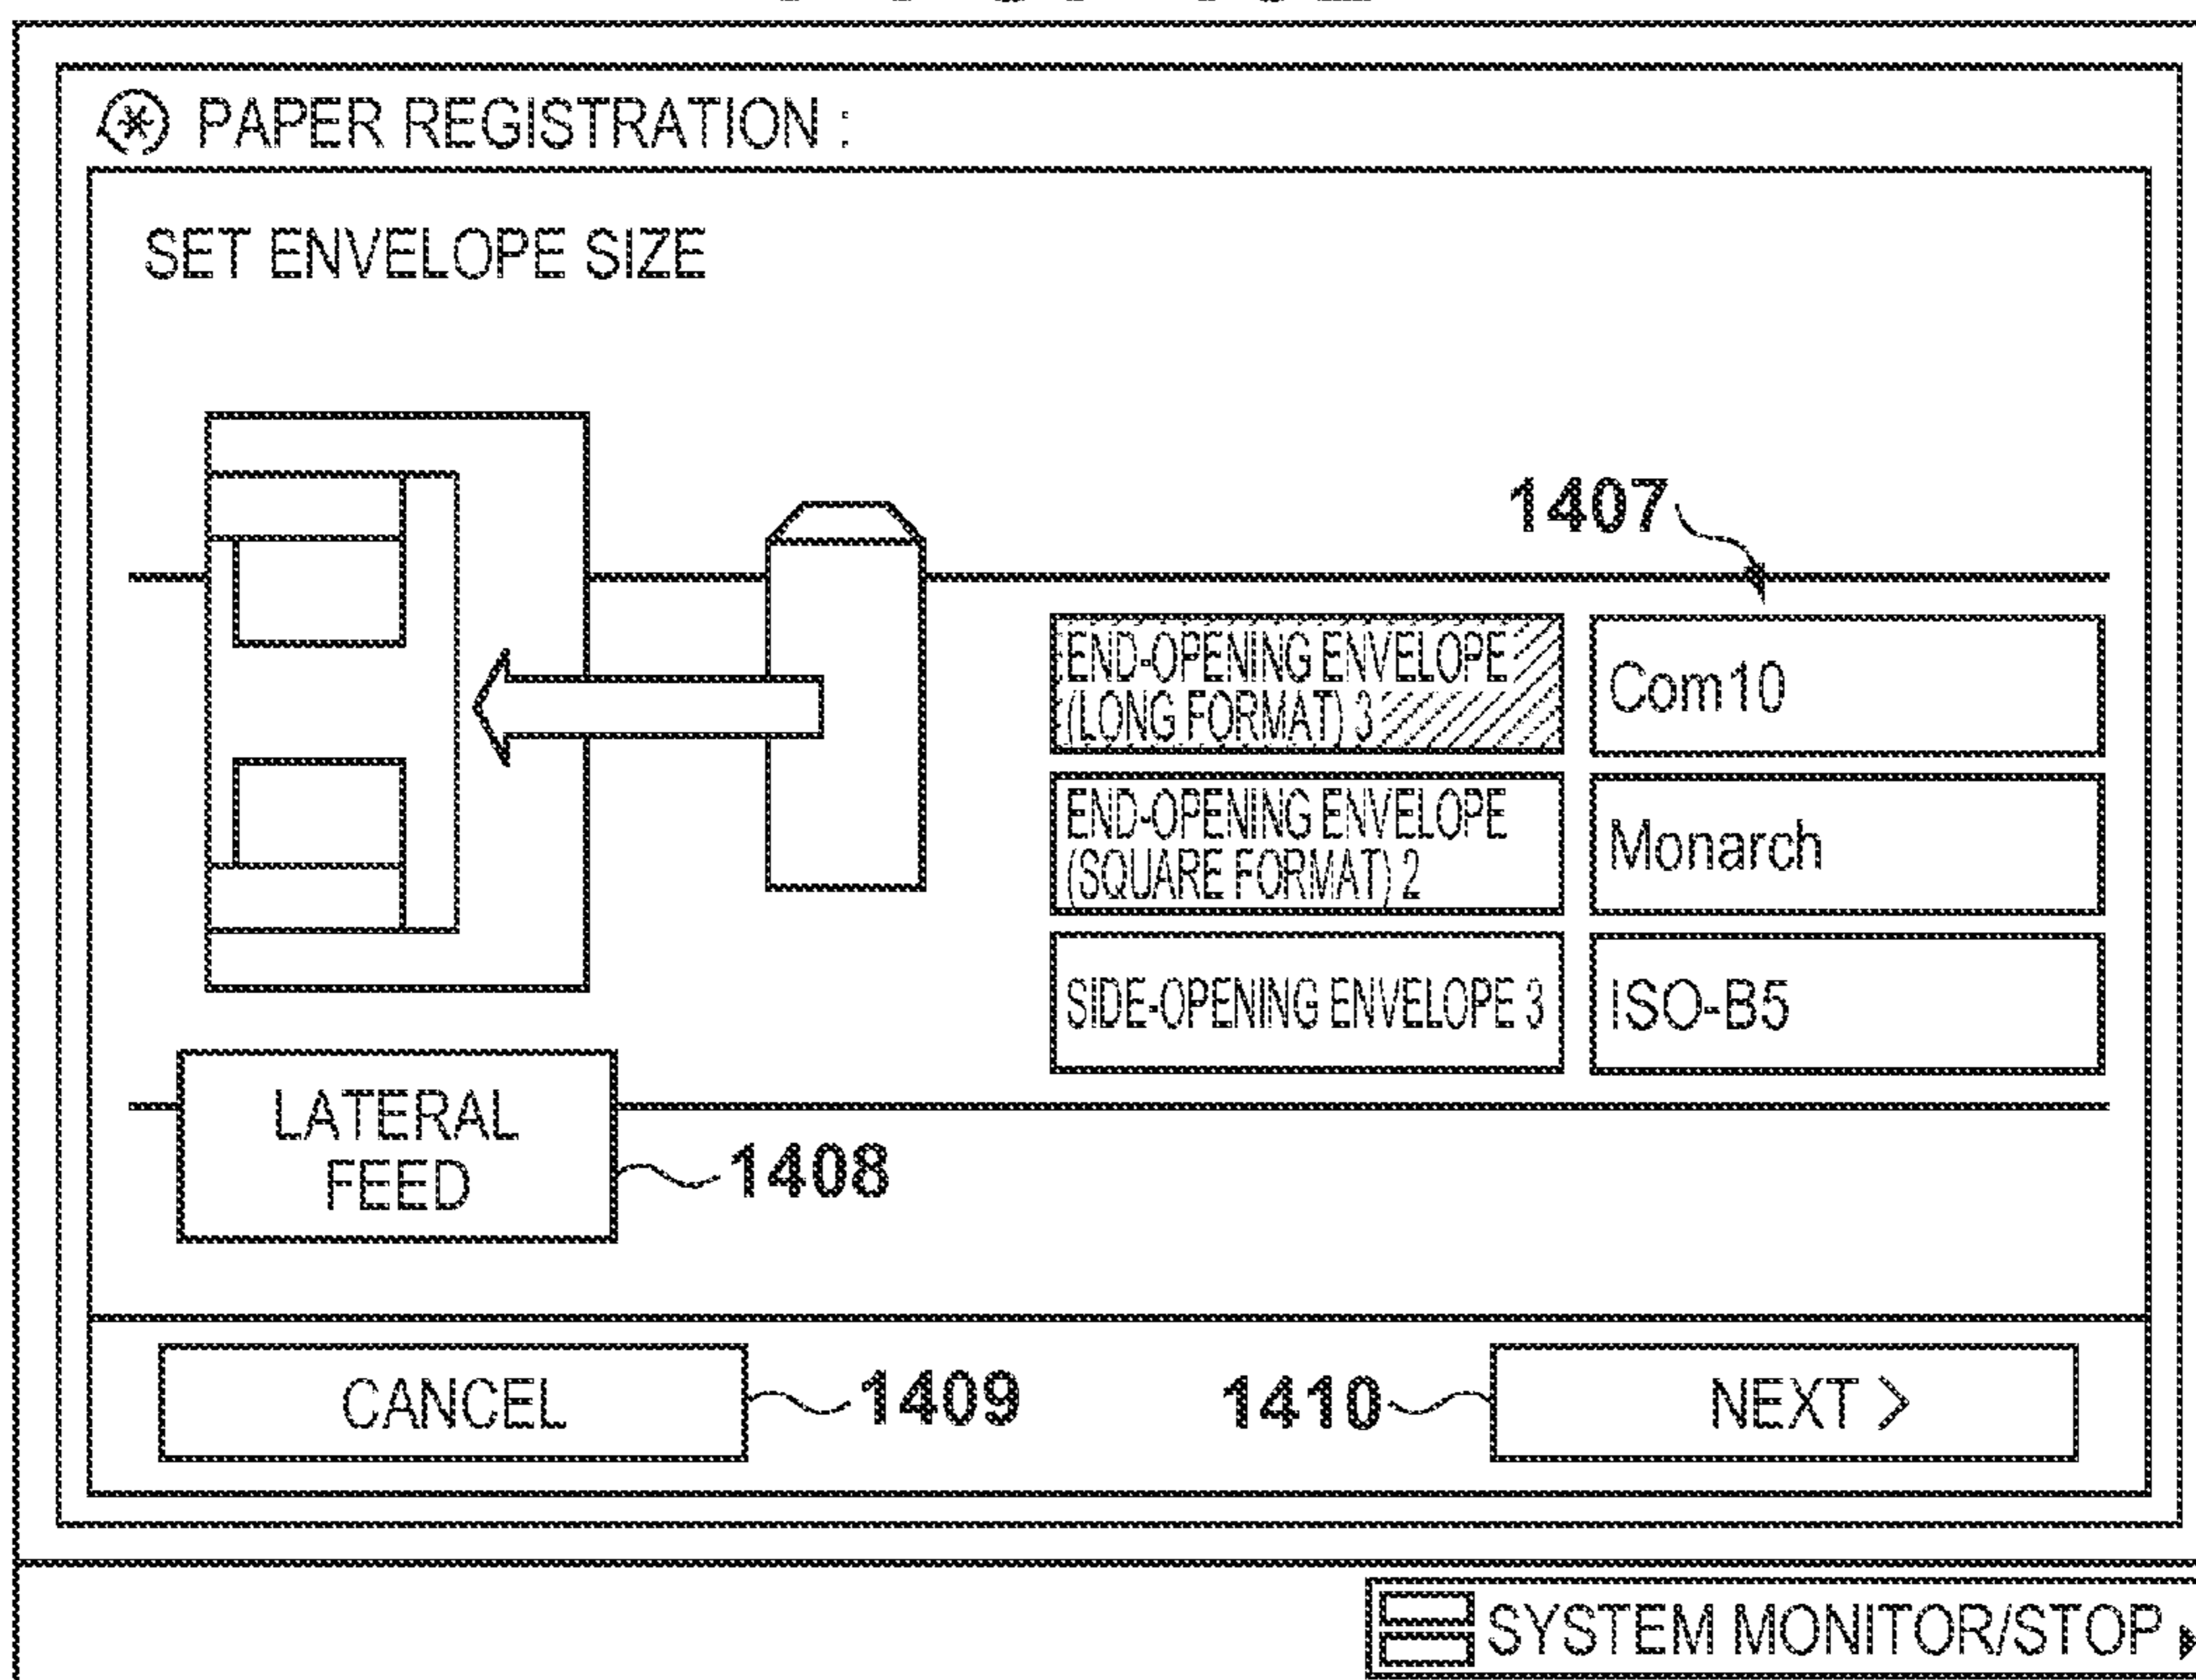 PAPER REGISTRATION :
SET ENVELOPE SIZE
1407
END-OPENING ENVELOPE
(LONG FORMAT) 3
Com10
END-OPENING ENVELOPE
(SQUARE FORMAT) 2
Monarch
SIDE-OPENING ENVELOPE 3
ISO-B5
LATERAL
FEED
1408
CANCEL
1409
1410
NEXT >
SYSTEM MONITOR/STOP